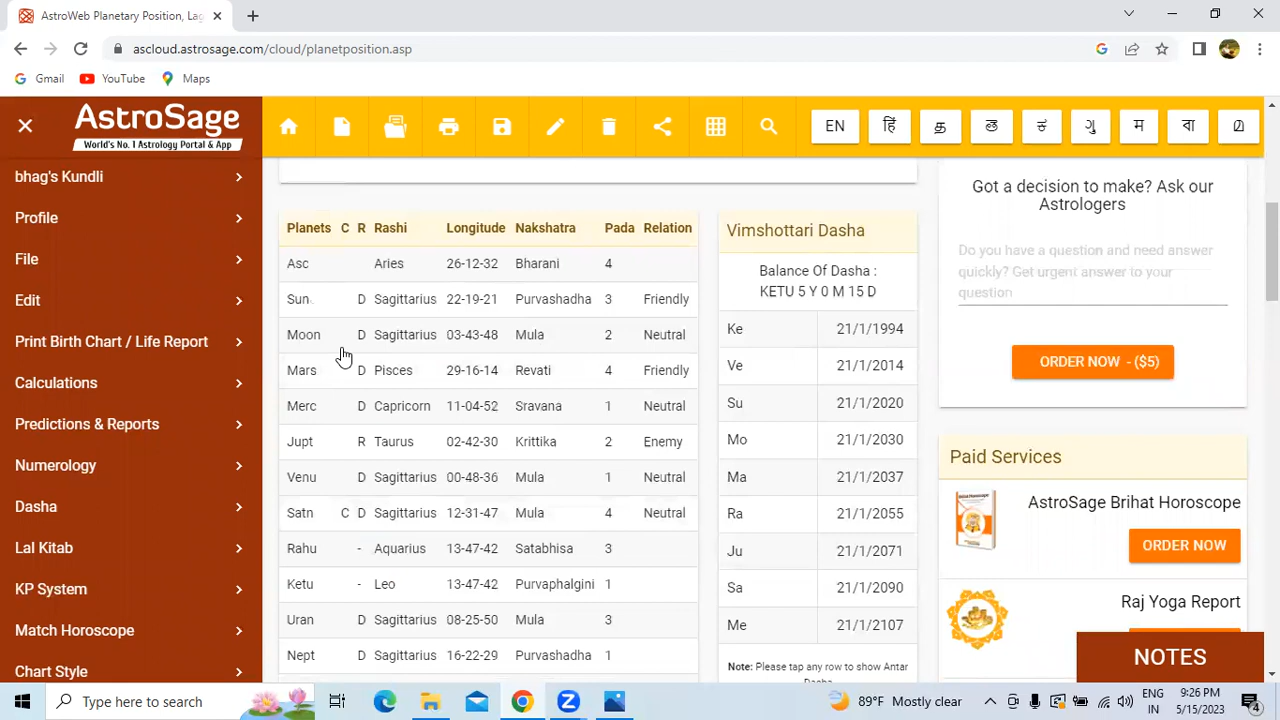 AstroWeb Planetary Position, Lag
ascloud.astrosage.com/cloud/planetposition.asp
Gmail YouTube Maps
AstroSage
World's No. 1 Astrology Portal & App
EN हिं த తె ಕ ગુ म বা മ
bhag's Kundli
Profile
File
Edit
Print Birth Chart / Life Report
Calculations
Predictions & Reports
Numerology
Dasha
Lal Kitab
KP System
Match Horoscope
Chart Style
Planets C R Rashi Longitude Nakshatra Pada Relation
Asc Aries 26-12-32 Bharani 4
Sun D Sagittarius 22-19-21 Purvashadha 3 Friendly
Moon D Sagittarius 03-43-48 Mula 2 Neutral
Mars D Pisces 29-16-14 Revati 4 Friendly
Merc D Capricorn 11-04-52 Sravana 1 Neutral
Jupt R Taurus 02-42-30 Krittika 2 Enemy
Venu D Sagittarius 00-48-36 Mula 1 Neutral
Satn C D Sagittarius 12-31-47 Mula 4 Neutral
Rahu - Aquarius 13-47-42 Satabhisa 3
Ketu - Leo 13-47-42 Purvaphalgini 1
Uran D Sagittarius 08-25-50 Mula 3
Nept D Sagittarius 16-22-29 Purvashadha 1
Vimshottari Dasha
Balance Of Dasha :
KETU 5 Y 0 M 15 D
Ke 21/1/1994
Ve 21/1/2014
Su 21/1/2020
Mo 21/1/2030
Ma 21/1/2037
Ra 21/1/2055
Ju 21/1/2071
Sa 21/1/2090
Me 21/1/2107
Note: Please tap any row to show Antar
Dasha
Got a decision to make? Ask our
Astrologers
Do you have a question and need answer
quickly? Get urgent answer to your
question
ORDER NOW - ($5)
Paid Services
AstroSage Brihat Horoscope
ORDER NOW
Raj Yoga Report
NOTES
Type here to search
89°F Mostly clear
ENG
IN
9:26 PM
5/15/2023
4